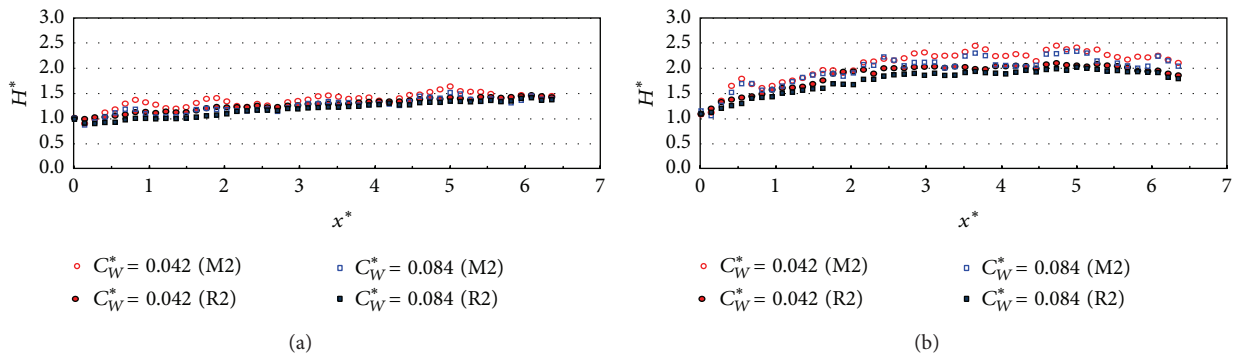 3.0
2.5
2.0
1.5
1.0
0.5
0.0
H*
0 1 2 3 4 5 6 7
x*
C*W = 0.042 (M2)
C*W = 0.084 (M2)
C*W = 0.042 (R2)
C*W = 0.084 (R2)
(a)
3.0
2.5
2.0
1.5
1.0
0.5
0.0
H*
0 1 2 3 4 5 6 7
x*
C*W = 0.042 (M2)
C*W = 0.084 (M2)
C*W = 0.042 (R2)
C*W = 0.084 (R2)
(b)